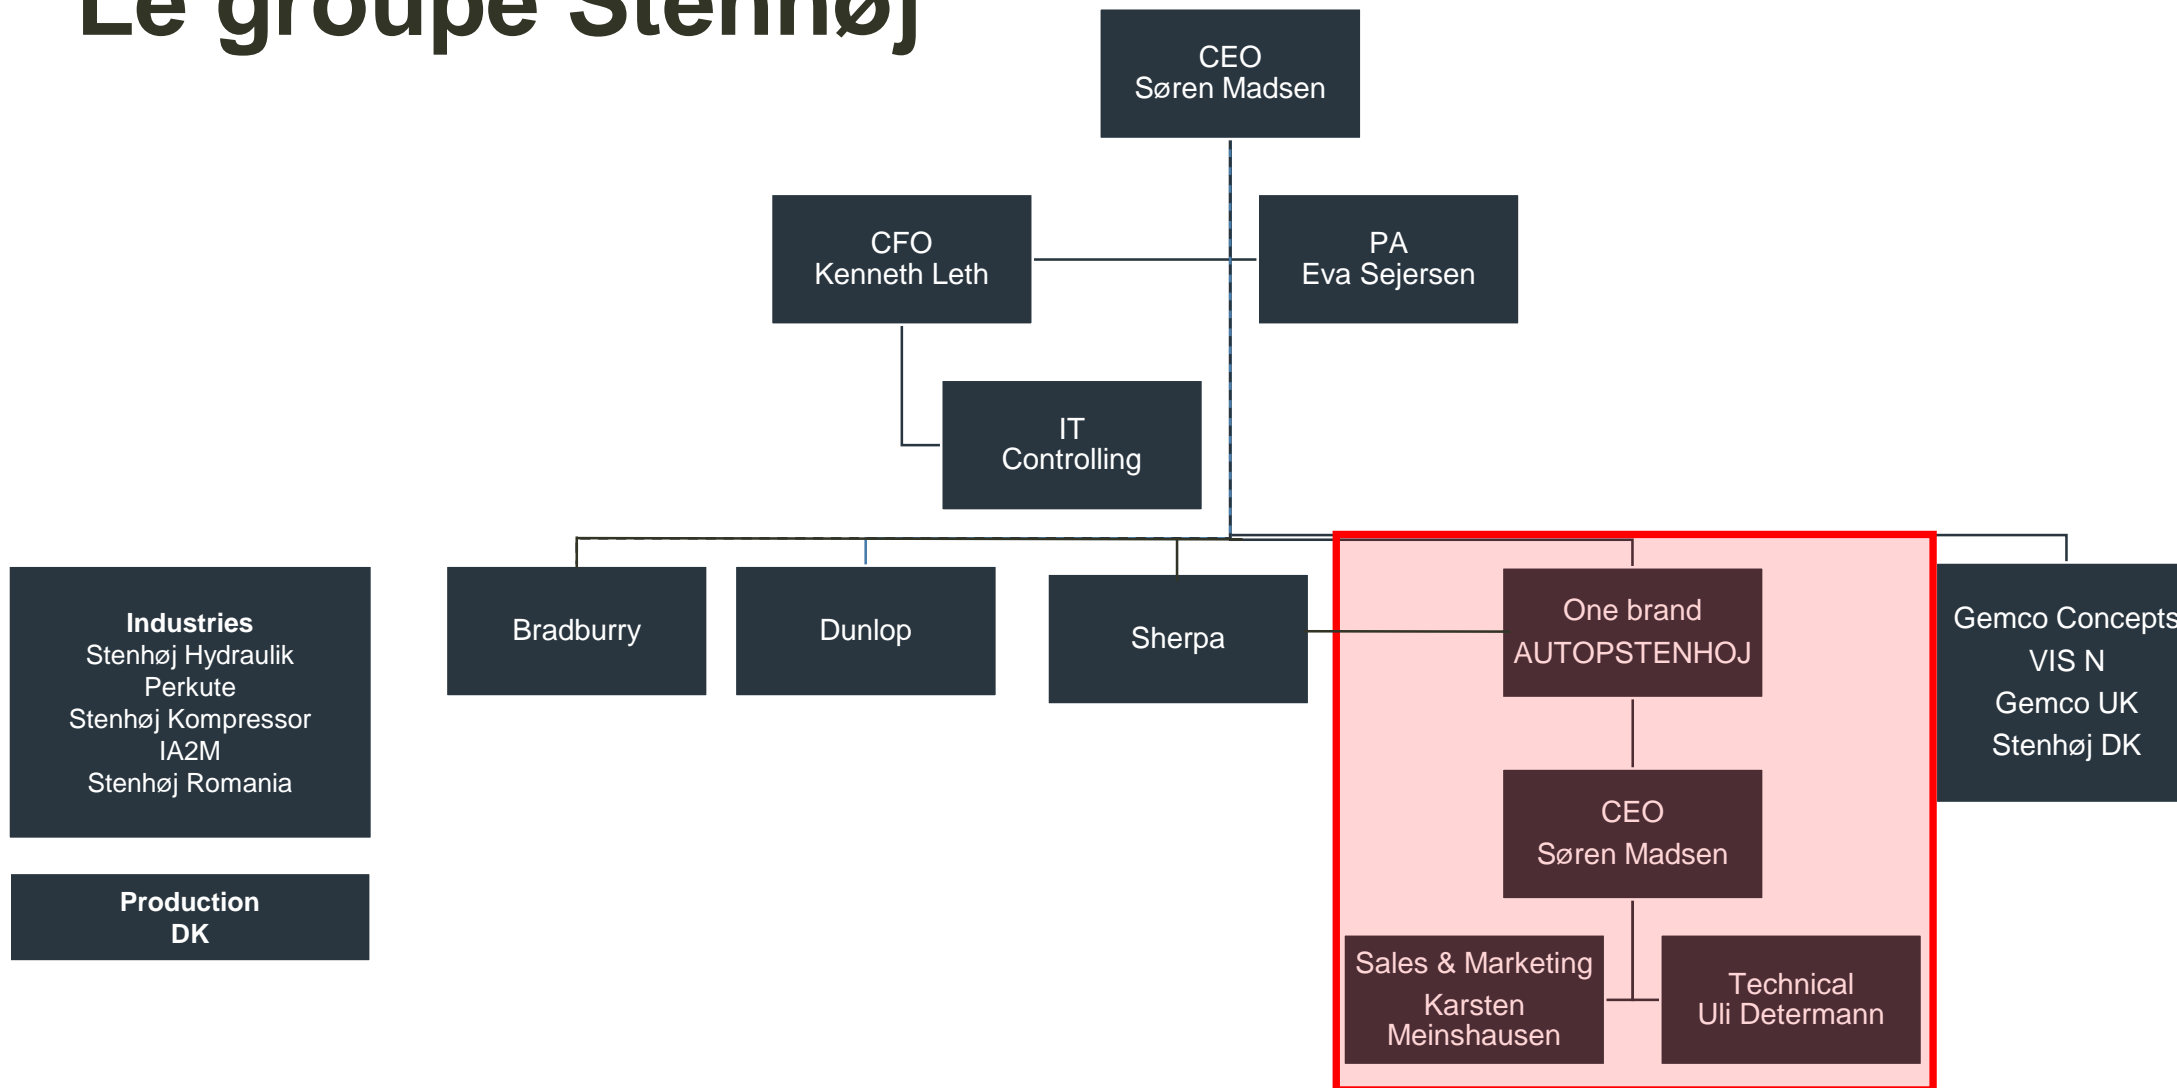 Le groupe Stenhøj
CEO
Søren Madsen
CFO
Kenneth Leth
PA
Eva Sejersen
IT
Controlling
Industries
Stenhøj Hydraulik
Perkute
Stenhøj Kompressor
IA2M
Stenhøj Romania
Production
DK
Bradburry
Dunlop
Sherpa
One brand
AUTOPSTENHOJ
CEO
Søren Madsen
Sales & Marketing
Karsten
Meinshausen
Technical
Uli Determann
Gemco Concepts
VIS N
Gemco UK
Stenhøj DK